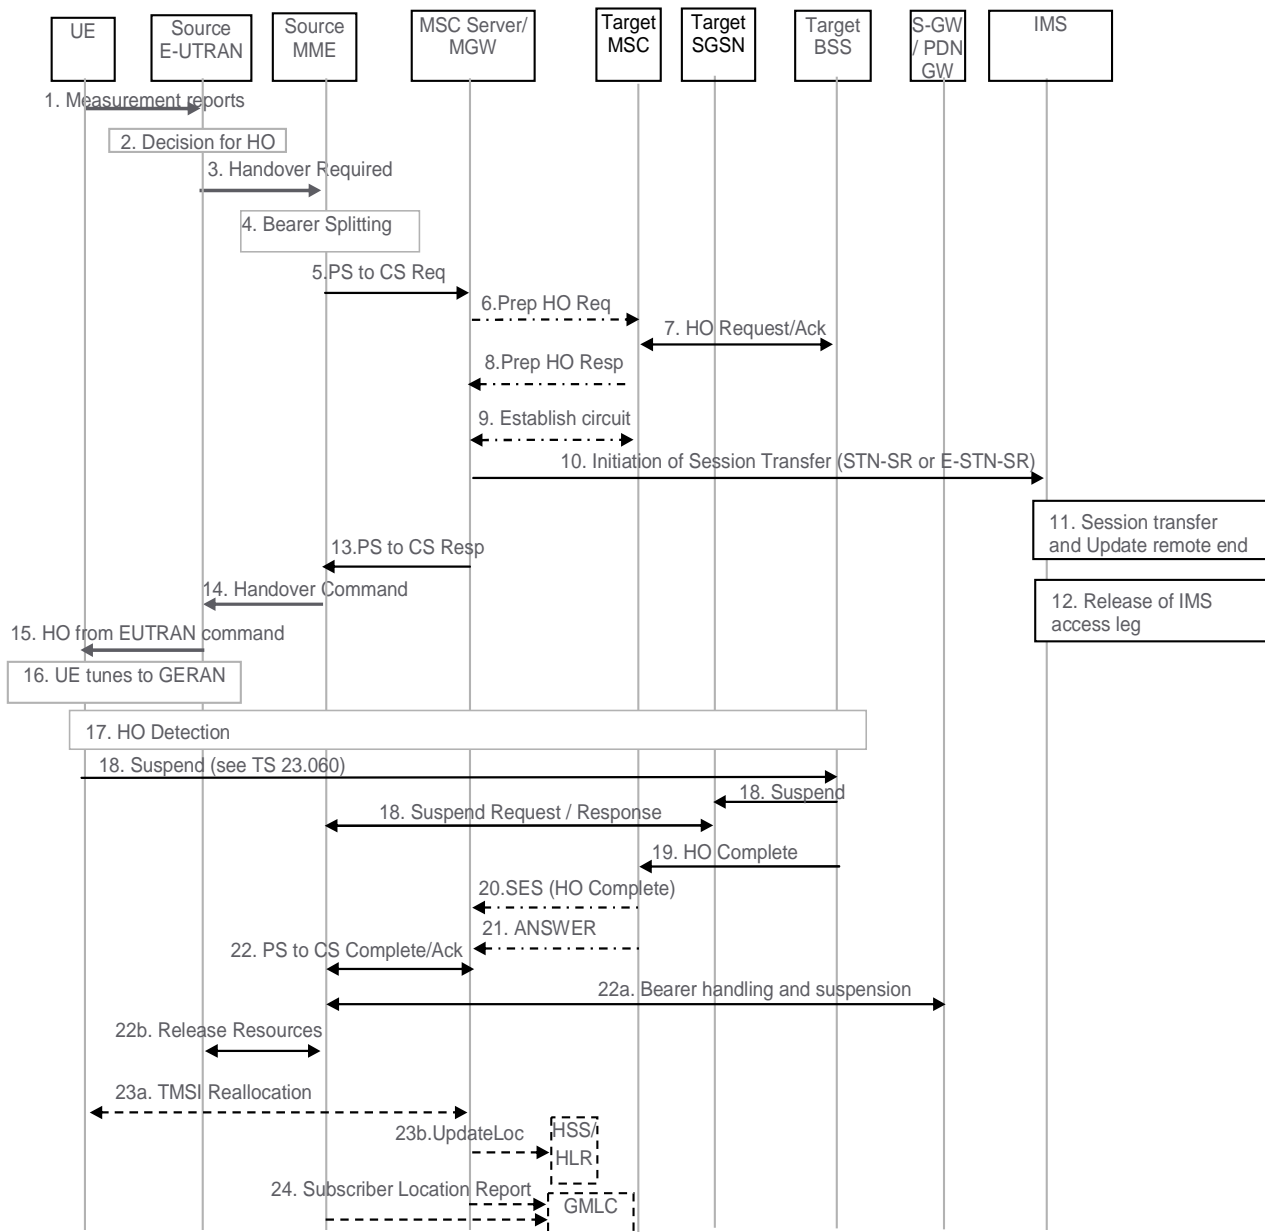 UE
Source
E-UTRAN
Source
MME
MSC Server/
MGW
Target
MSC
Target
SGSN
Target
BSS
S-GW
/ PDN
GW
IMS
1. Measurement reports
2. Decision for HO
3. Handover Required
4. Bearer Splitting
5.PS to CS Req
6.Prep HO Req
7. HO Request/Ack
8.Prep HO Resp
9. Establish circuit
10. Initiation of Session Transfer (STN-SR or E-STN-SR)
11. Session transfer
and Update remote end
13.PS to CS Resp
14. Handover Command
12. Release of IMS
access leg
15. HO from EUTRAN command
16. UE tunes to GERAN
17. HO Detection
18. Suspend (see TS 23.060)
18. Suspend
18. Suspend Request / Response
19. HO Complete
20.SES (HO Complete)
21. ANSWER
22. PS to CS Complete/Ack
22a. Bearer handling and suspension
22b. Release Resources
23a. TMSI Reallocation
23b.UpdateLoc
HSS/
HLR
24. Subscriber Location Report
GMLC